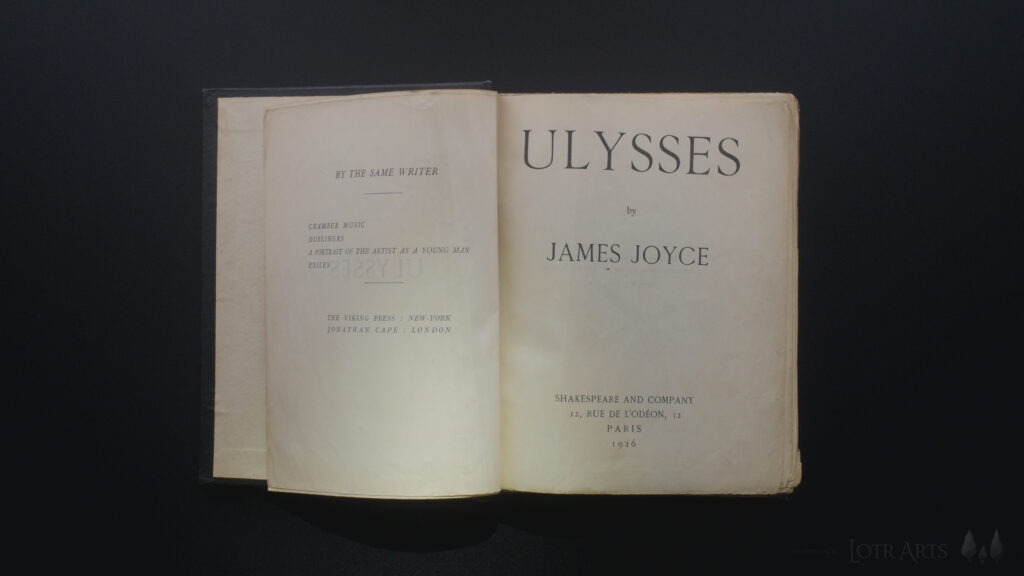 BY THE SAME WRITER
CHAMBER MUSIC
DUBLINERS
A PORTRAIT OF THE ARTIST AS A YOUNG MAN
EXILES
THE VIKING PRESS : NEW-YORK
JONATHAN CAPE : LONDON
ULYSSES
by
JAMES JOYCE
SHAKESPEARE AND COMPANY
12, RUE DE L'ODÉON, 12
PARIS
1926
LOTR ARTS